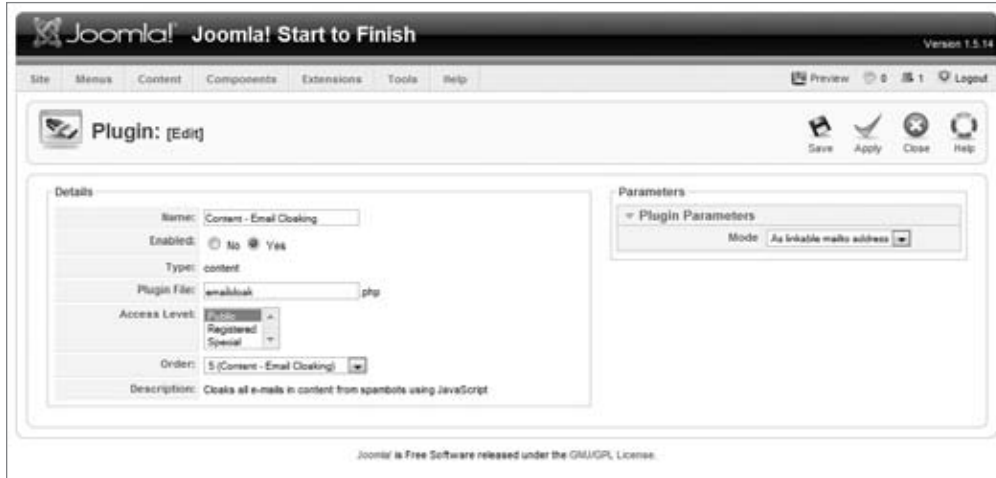 Joomla! Joomla! Start to Finish
Version 1.5.14
Site Menus Content Components Extensions Tools Help
Preview 0 1 Logout
Plugin: [Edit]
Save Apply Close Help
Details
Name: Content - Email Cloaking
Enabled: No Yes
Type: content
Plugin File: emailcloak .php
Access Level: Public
Registered
Special
Order: 5 (Content - Email Cloaking)
Description: Cloaks all e-mails in content from spambots using JavaScript
Parameters
Plugin Parameters
Mode As linkable mailto address
Joomla! is Free Software released under the GNU/GPL License.